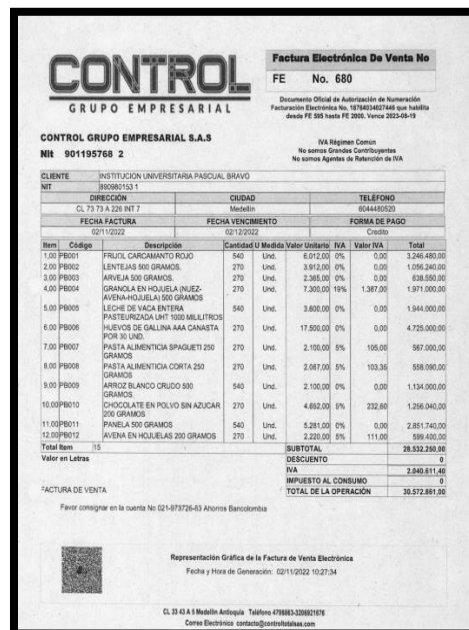 CONTROL
GRUPO EMPRESARIAL
Factura Electrónica De Venta No
FE No. 680
Documento Oficial de Autorización de Numeración
Facturación Electrónica No. 18764034027446 que habilita
desde FE 595 hasta FE 2000. Vence 2023-08-19
CONTROL GRUPO EMPRESARIAL S.A.S
Nit 901195768 2
IVA Régimen Común
No somos Grandes Contribuyentes
No somos Agentes de Retención de IVA
CLIENTE INSTITUCION UNIVERSITARIA PASCUAL BRAVO
NIT 890980153 1
DIRECCIÓN CIUDAD TELÉFONO
CL 73 73 A 226 INT 7 Medellín 6044480520
FECHA FACTURA FECHA VENCIMIENTO FORMA DE PAGO
02/11/2022 02/12/2022 Credito
Item Código Descripción Cantidad U Medida Valor Unitario IVA Valor IVA Total
1,00 PB001 FRIJOL CARGAMANTO ROJO 540 Und. 6.012,00 0% 0,00 3.246.480,00
2,00 PB002 LENTEJAS 500 GRAMOS. 270 Und. 3.912,00 0% 0,00 1.056.240,00
3,00 PB003 ARVEJA 500 GRAMOS. 270 Und. 2.365,00 0% 0,00 638.550,00
4,00 PB004 GRANOLA EN HOJUELA (NUEZ- 270 Und. 7.300,00 19% 1.387,00 1.971.000,00
AVENA-HOJUELA) 500 GRAMOS
5,00 PB005 LECHE DE VACA ENTERA 540 Und. 3.600,00 0% 0,00 1.944.000,00
PASTEURIZADA UHT 1000 MILILITROS
6,00 PB006 HUEVOS DE GALLINA AAA CANASTA 270 Und. 17.500,00 0% 0,00 4.725.000,00
POR 30 UND.
7,00 PB007 PASTA ALIMENTICIA SPAGUETI 250 270 Und. 2.100,00 5% 105,00 567.000,00
GRAMOS
8,00 PB008 PASTA ALIMENTICIA CORTA 250 270 Und. 2.067,00 5% 103,35 558.090,00
GRAMOS.
9,00 PB009 ARROZ BLANCO CRUDO 500 540 Und. 2.100,00 0% 0,00 1.134.000,00
GRAMOS.
10,00 PB010 CHOCOLATE EN POLVO SIN AZUCAR 270 Und. 4.652,00 5% 232,60 1.256.040,00
200 GRAMOS
11,00 PB011 PANELA 500 GRAMOS 540 Und. 5.281,00 0% 0,00 2.851.740,00
12,00 PB012 AVENA EN HOJUELAS 200 GRAMOS 270 Und. 2.220,00 5% 111,00 599.400,00
Total Item 15 SUBTOTAL 28.532.250,00
Valor en Letras DESCUENTO 0
IVA 2.040.611,40
IMPUESTO AL CONSUMO 0
FACTURA DE VENTA TOTAL DE LA OPERACIÓN 30.572.861,00
Favor consignar en la cuenta No 021-973726-83 Ahorros Bancolombia
Representación Gráfica de la Factura de Venta Electrónica
Fecha y Hora de Generación: 02/11/2022 10:27:34
CL 33 43 A 5 Medellín Antioquia Teléfono 4798863-3206921676
Correo Electrónico contacto@controltotalsas.com